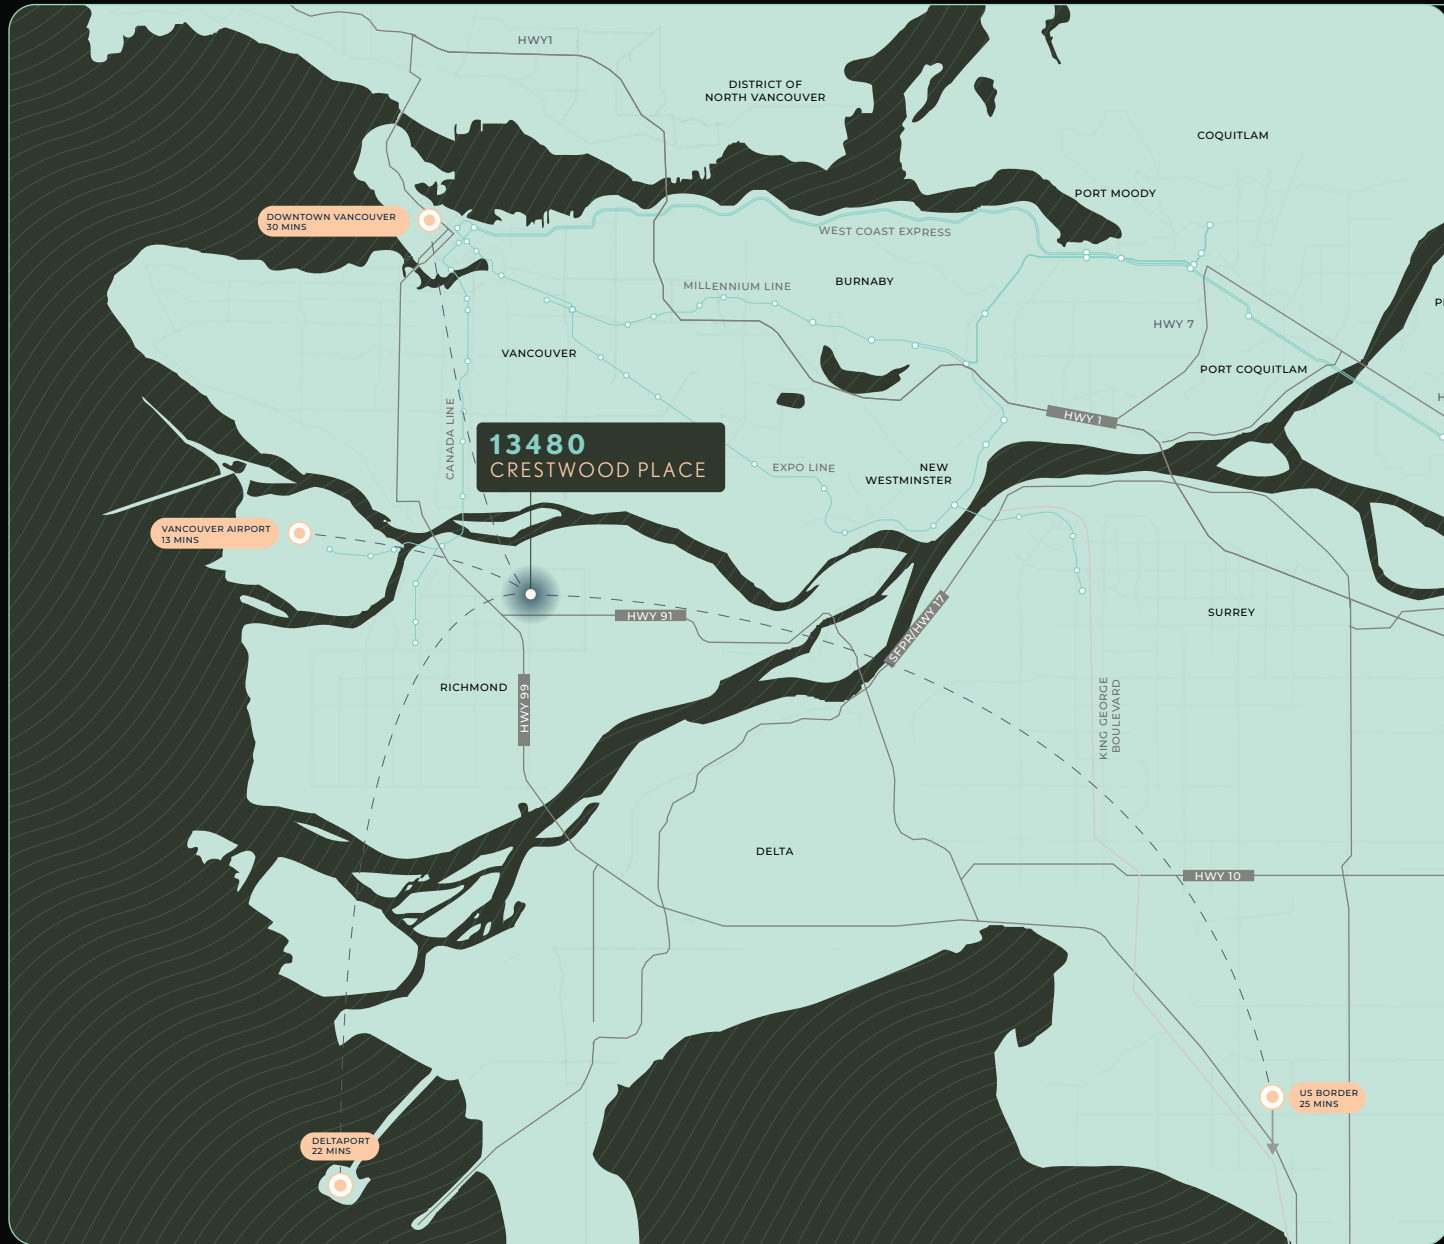 HWY1
DISTRICT OF
NORTH VANCOUVER
COQUITLAM
PORT MOODY
DOWNTOWN VANCOUVER
30 MINS
WEST COAST EXPRESS
MILLENNIUM LINE
BURNABY
HWY 7
VANCOUVER
PORT COQUITLAM
CANADA LINE
HWY 1
13480
CRESTWOOD PLACE
EXPO LINE
NEW
WESTMINSTER
VANCOUVER AIRPORT
13 MINS
HWY 91
SFPR/HWY 17
SURREY
RICHMOND
HWY 99
KING GEORGE
BOULEVARD
DELTA
HWY 10
US BORDER
25 MINS
DELTAPORT
22 MINS